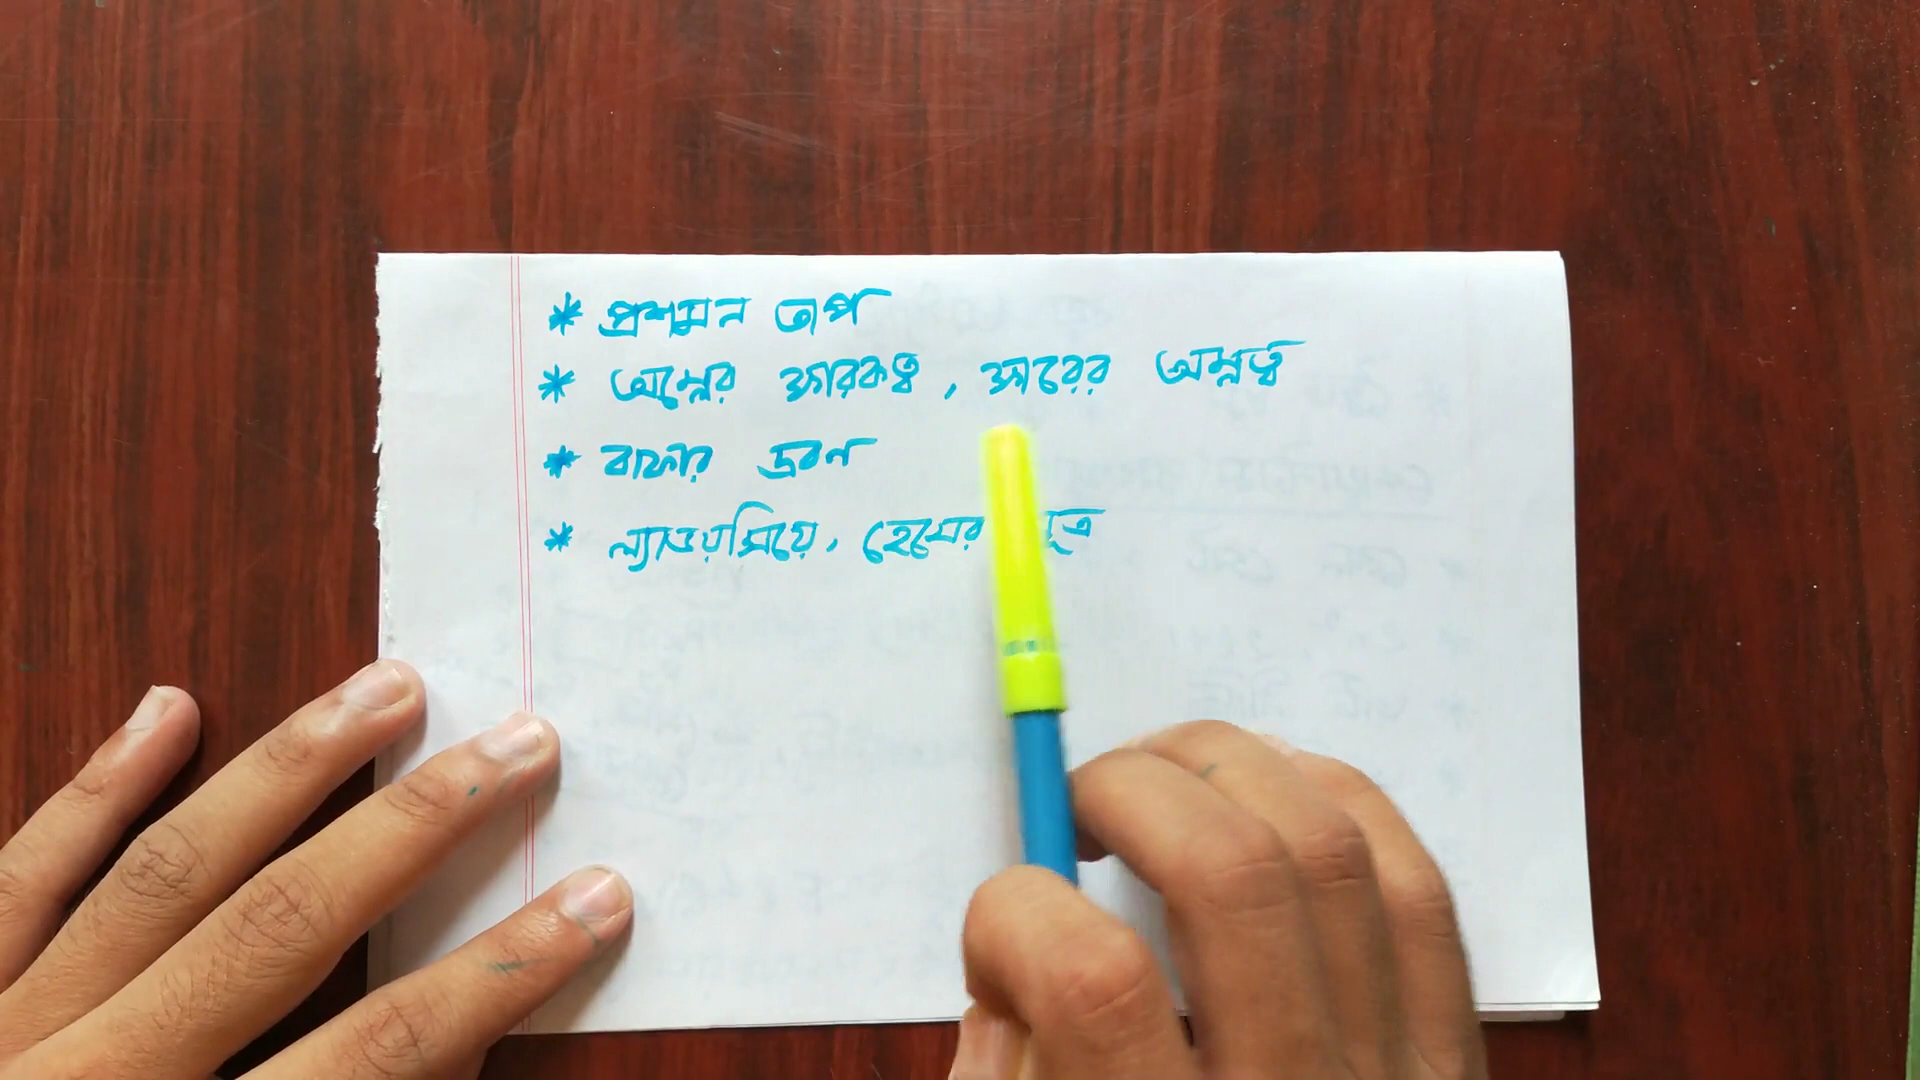 * প্রশমন তাপ
* অম্লের ক্ষারকত্ব, ক্ষারের অম্লত্ব
* বাফার দ্রবণ
* ল্যাভয়সিয়ে, হেসের সূত্র